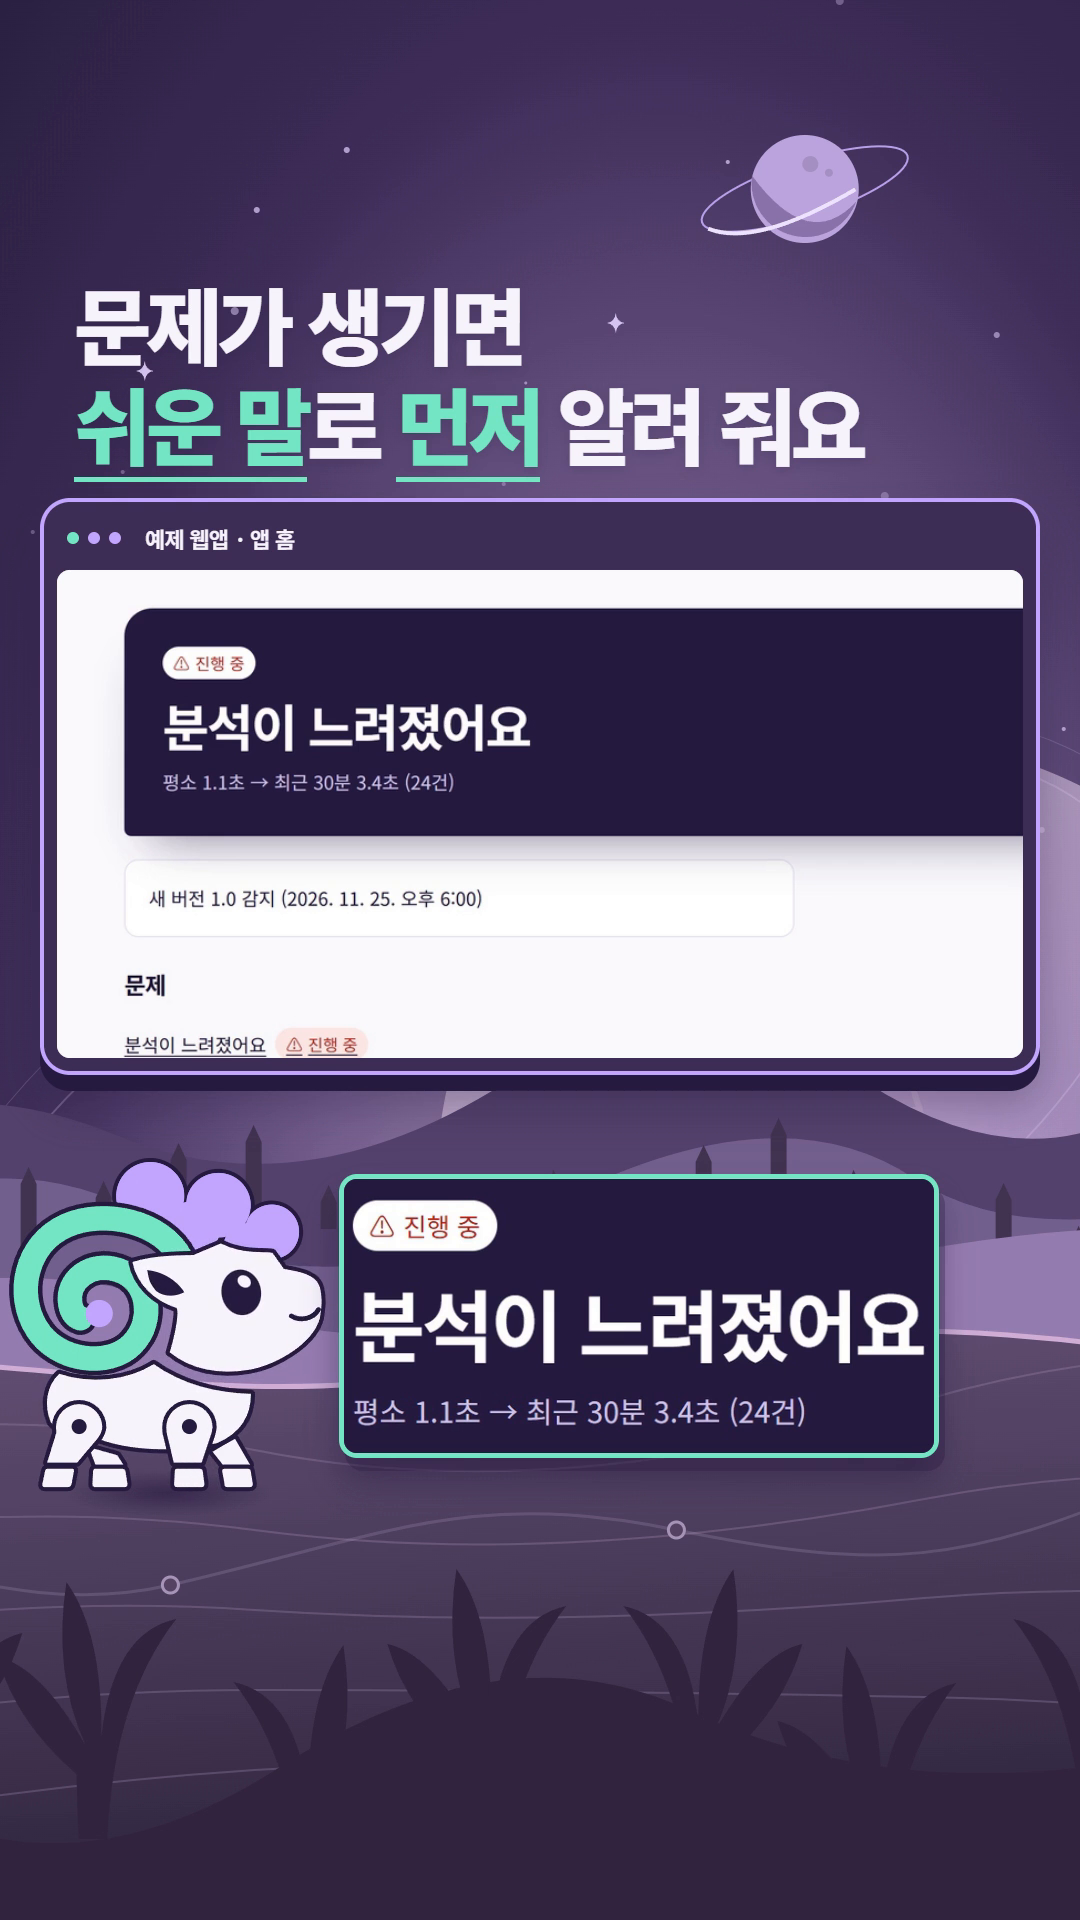 문제가 생기면
쉬운 말로 먼저 알려 줘요
예제 웹앱 · 앱 홈
진행 중
분석이 느려졌어요
평소 1.1초 → 최근 30분 3.4초 (24건)
새 버전 1.0 감지 (2026. 11. 25. 오후 6:00)
문제
분석이 느려졌어요 진행 중
진행 중
분석이 느려졌어요
평소 1.1초 → 최근 30분 3.4초 (24건)